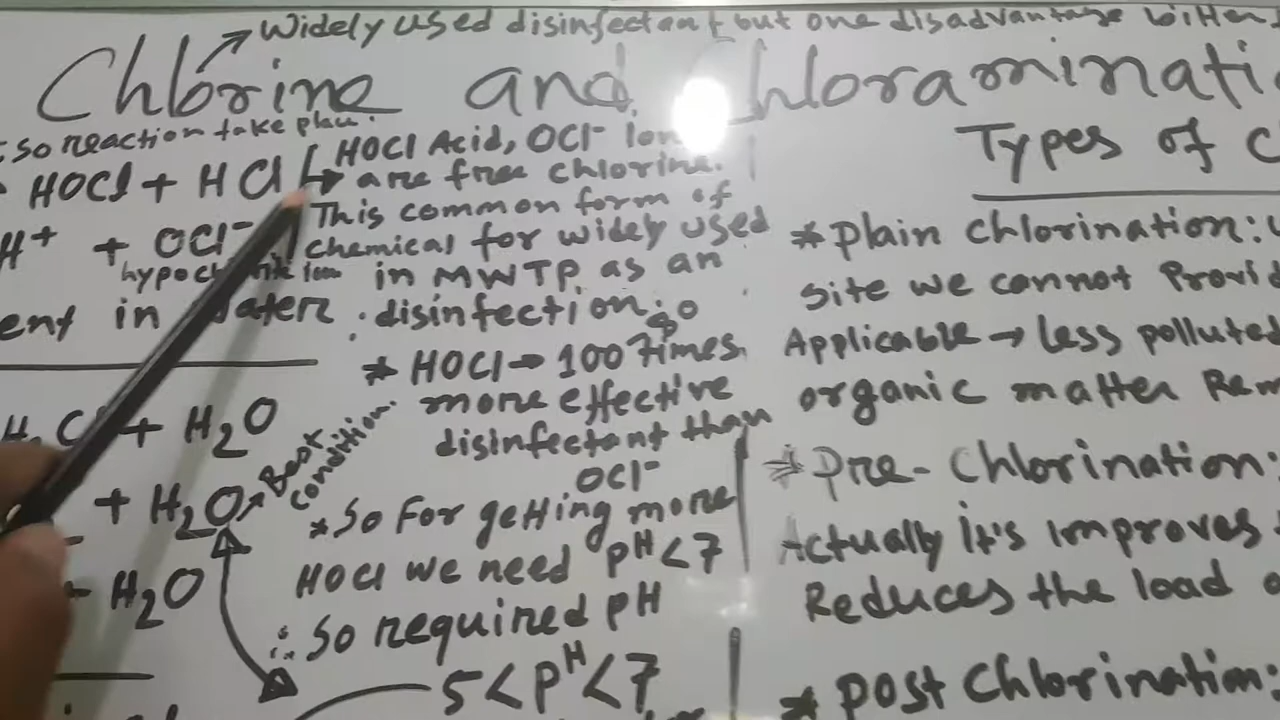 Widely used disinfectant but one disadvantage bitter
Chlorine and Chloraminati
: so reaction take place.
HOCl + HCl
HOCl Acid, OCl⁻ Ion
are free chlorine.
This common form of
chemical for widely used
in MWTP as an
disinfection. so
H⁺ + OCl⁻
ion
ent in water
* HOCl → 100 times
more effective
disinfectant than
OCl⁻
+ H2O
+ H2O → Best
condition.
H2O
* So For getting more
HOCl we need pH<7
∴ So required pH
5<pH<7
Types of C
* Plain Chlorination:
site we cannot Provid
Applicable → Less polluted
organic matter Rem
* Pre-Chlorination:
Actually it's improves
Reduces the load
* Post Chlorination: